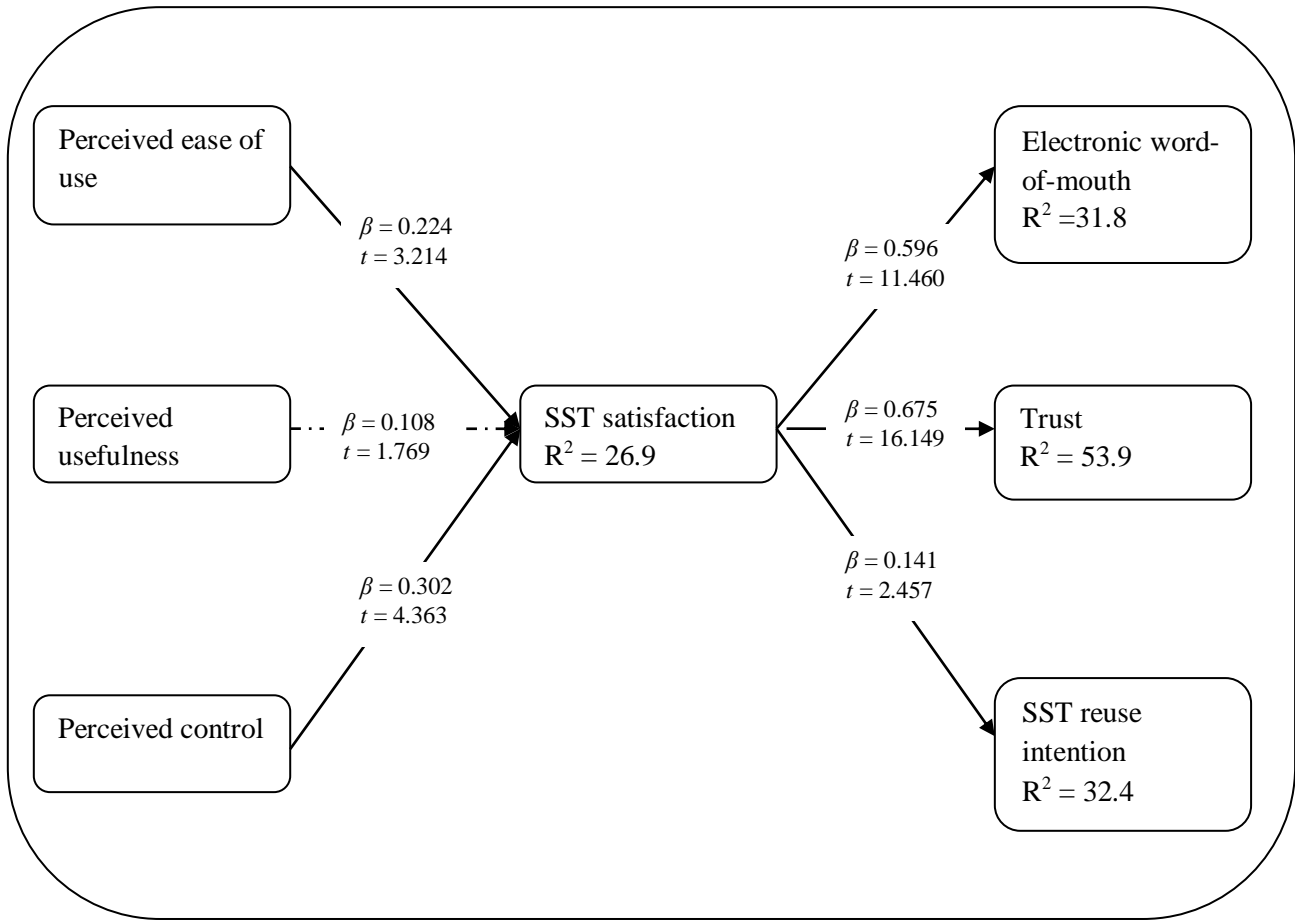 Perceived ease of
use
β = 0.224
t = 3.214
Perceived
usefulness
β = 0.108
t = 1.769
Perceived control
β = 0.302
t = 4.363
SST satisfaction
R² = 26.9
β = 0.596
t = 11.460
Electronic word-
of-mouth
R² =31.8
β = 0.675
t = 16.149
Trust
R² = 53.9
β = 0.141
t = 2.457
SST reuse
intention
R² = 32.4